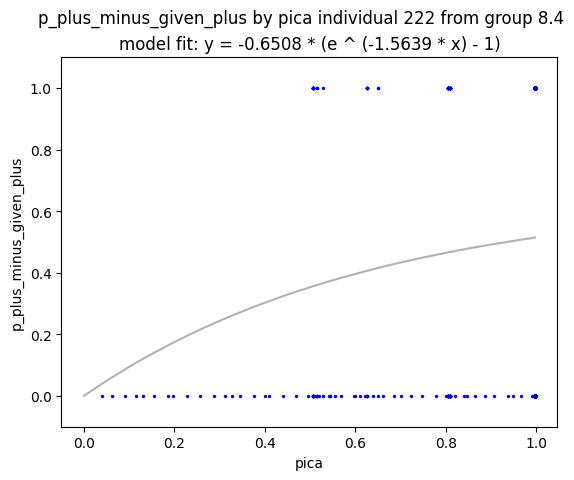 p_plus_minus_given_plus by pica individual 222 from group 8.4
model fit: y = -0.6508 * (e ^ (-1.5639 * x) - 1)
p_plus_minus_given_plus
1.0
0.8
0.6
0.4
0.2
0.0
0.0 0.2 0.4 0.6 0.8 1.0
pica